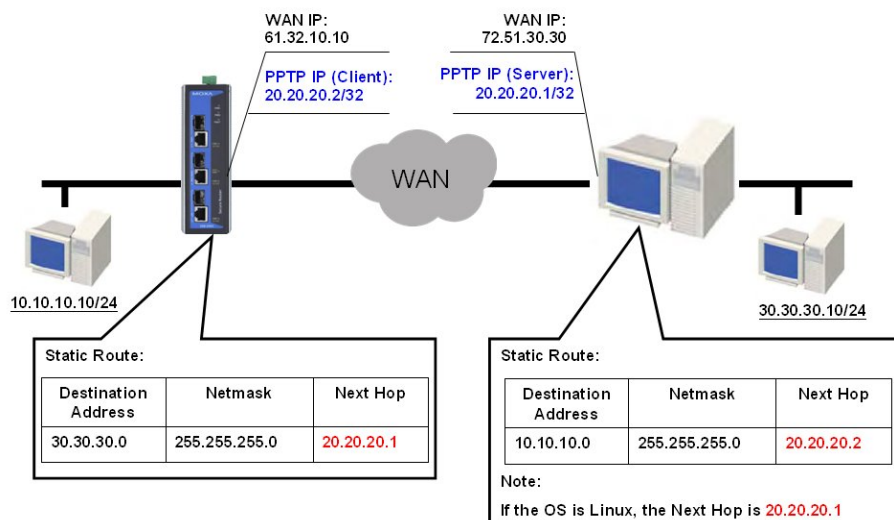 WAN IP:
61.32.10.10
PPTP IP (Client):
20.20.20.2/32
WAN IP:
72.51.30.30
PPTP IP (Server):
20.20.20.1/32
MOXA
WAN
10.10.10.10/24
30.30.30.10/24
Static Route:
Destination Address Netmask Next Hop
30.30.30.0 255.255.255.0 20.20.20.1
Static Route:
Destination Address Netmask Next Hop
10.10.10.0 255.255.255.0 20.20.20.2
Note:
If the OS is Linux, the Next Hop is 20.20.20.1